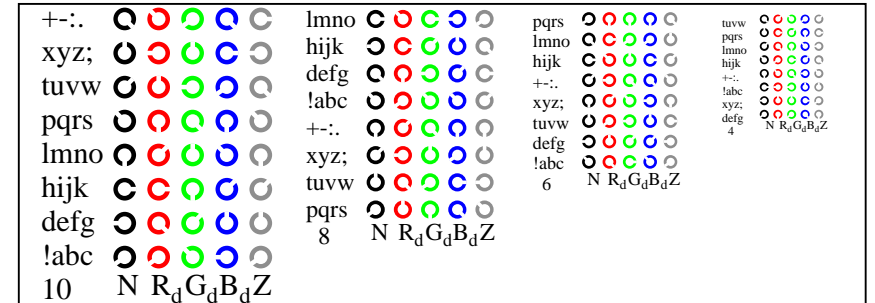 +-:.
xyz;
tuvw
pqrs
lmno
hijk
defg
!abc
10 N RdGdBdZ
lmno
hijk
defg
!abc
+-:.
xyz;
tuvw
pqrs
8 N RdGdBdZ
pqrs
lmno
hijk
+-:.
xyz;
tuvw
defg
!abc
6 N RdGdBdZ
tuvw
pqrs
lmno
hijk
+-:.
!abc
xyz;
defg
4 N RdGdBdZ